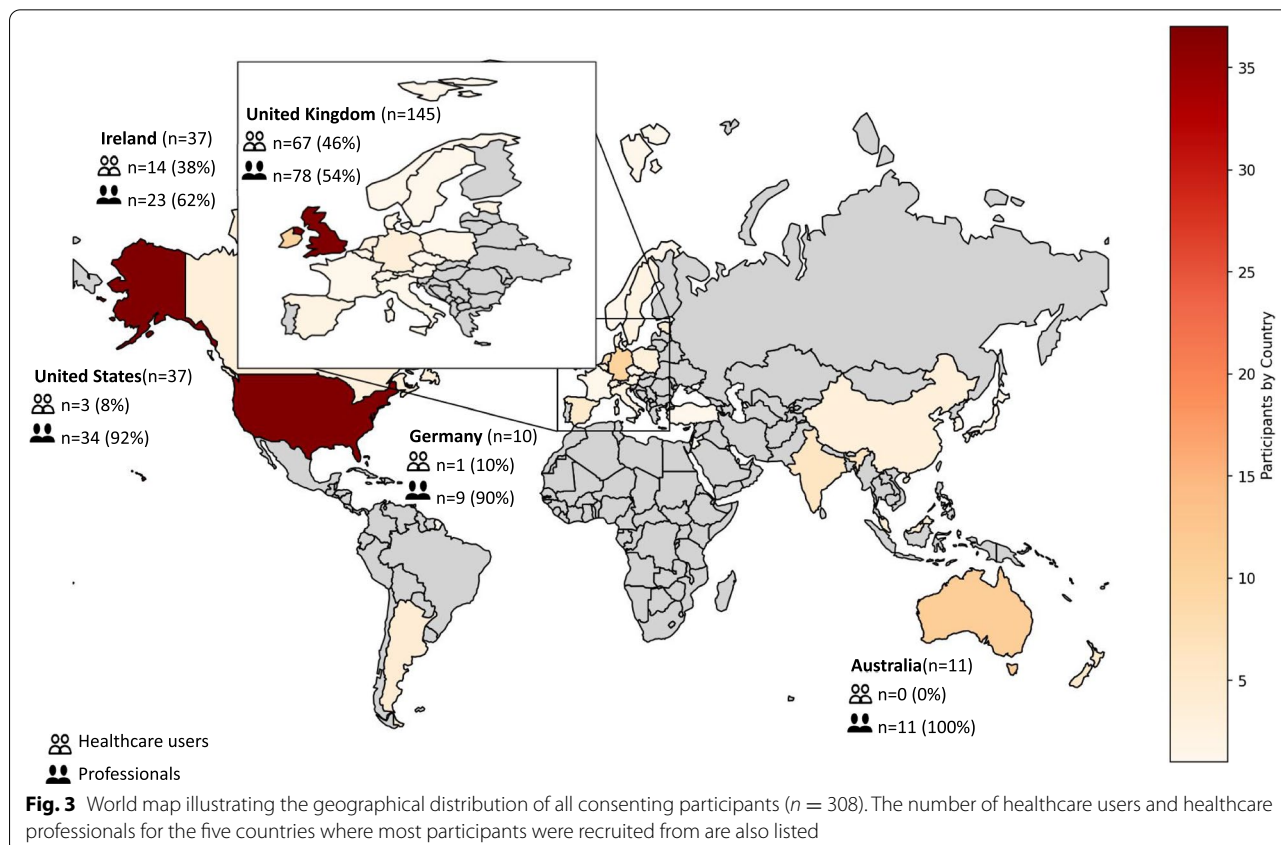 Ireland (n=37)
n=14 (38%)
n=23 (62%)
United Kingdom (n=145)
n=67 (46%)
n=78 (54%)
United States(n=37)
n=3 (8%)
n=34 (92%)
Germany (n=10)
n=1 (10%)
n=9 (90%)
Australia(n=11)
n=0 (0%)
n=11 (100%)
Healthcare users
Professionals
35
30
25
20
15
10
5
Participants by Country
Fig. 3 World map illustrating the geographical distribution of all consenting participants (n = 308). The number of healthcare users and healthcare
professionals for the five countries where most participants were recruited from are also listed